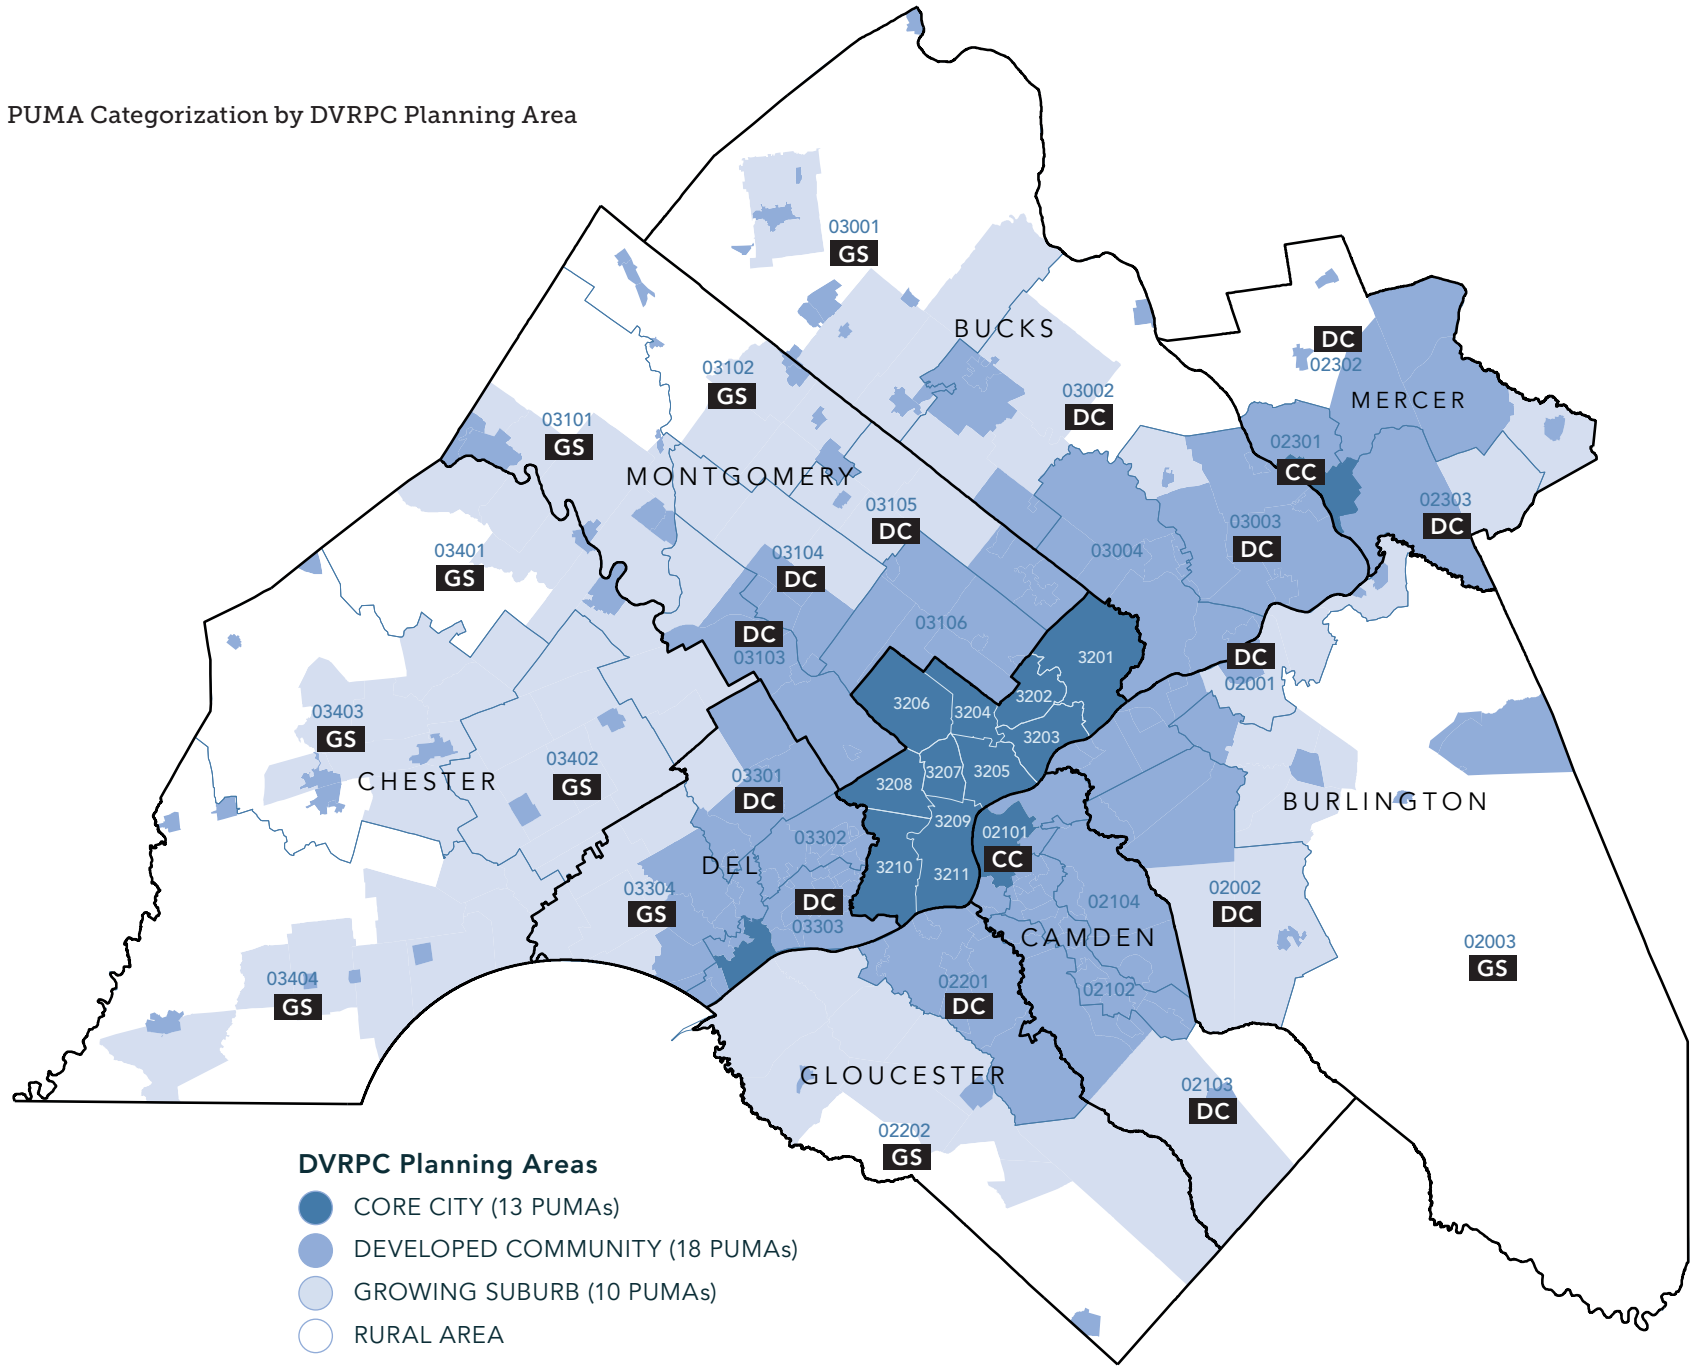 PUMA Categorization by DVRPC Planning Area
03001
GS
BUCKS
DC
02302
03102
GS
03002
DC
MERCER
03101
GS
02301
CC
MONTGOMERY
03105
DC
02303
DC
03003
DC
03401
GS
03104
DC
03004
03106
DC
03103
3201
DC
02001
3206
3202
3204
03403
GS
3203
03402
GS
CHESTER
03301
DC
3208
3207
3205
BURLINGTON
3209
02101
CC
03302
DEL
3210
3211
03304
GS
DC
03303
02104
02002
DC
CAMDEN
02003
GS
03404
GS
02201
DC
02102
GLOUCESTER
02103
DC
02202
GS
DVRPC Planning Areas
CORE CITY (13 PUMAs)
DEVELOPED COMMUNITY (18 PUMAs)
GROWING SUBURB (10 PUMAs)
RURAL AREA